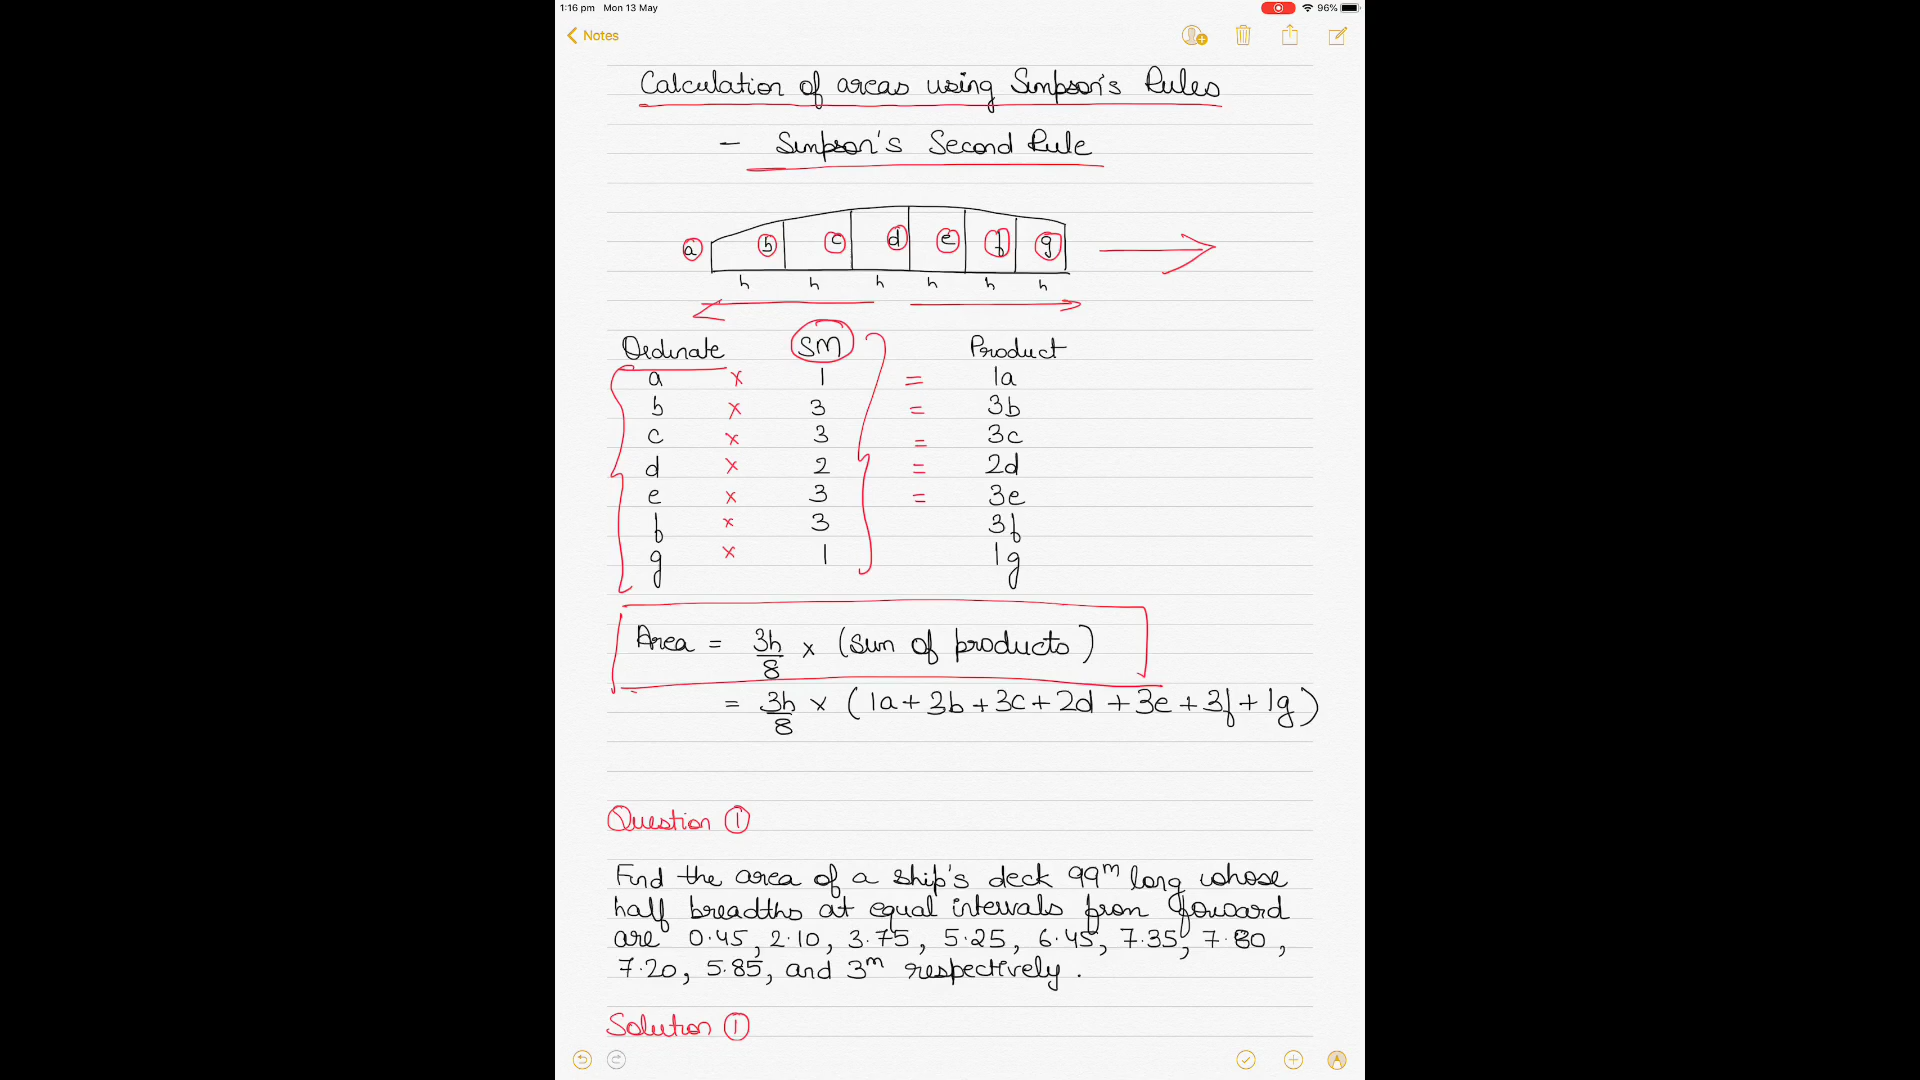 1:16 pm Mon 13 May 96%
Notes
Calculation of areas using Simpson's Rules
- Simpson's Second Rule
a b c d e f g
h h h h h h
Ordinate SM Product
a × 1 = 1a
b × 3 = 3b
c × 3 = 3c
d × 2 = 2d
e × 3 = 3e
f × 3 3f
g × 1 1g
Area = 3h/8 × (sum of products)
= 3h/8 × (1a + 3b + 3c + 2d + 3e + 3f + 1g)
Question 1
Find the area of a ship's deck 99m long whose
half breadths at equal intervals from forward
are 0.45, 2.10, 3.75, 5.25, 6.45, 7.35, 7.80,
7.20, 5.85, and 3m respectively.
Solution 1